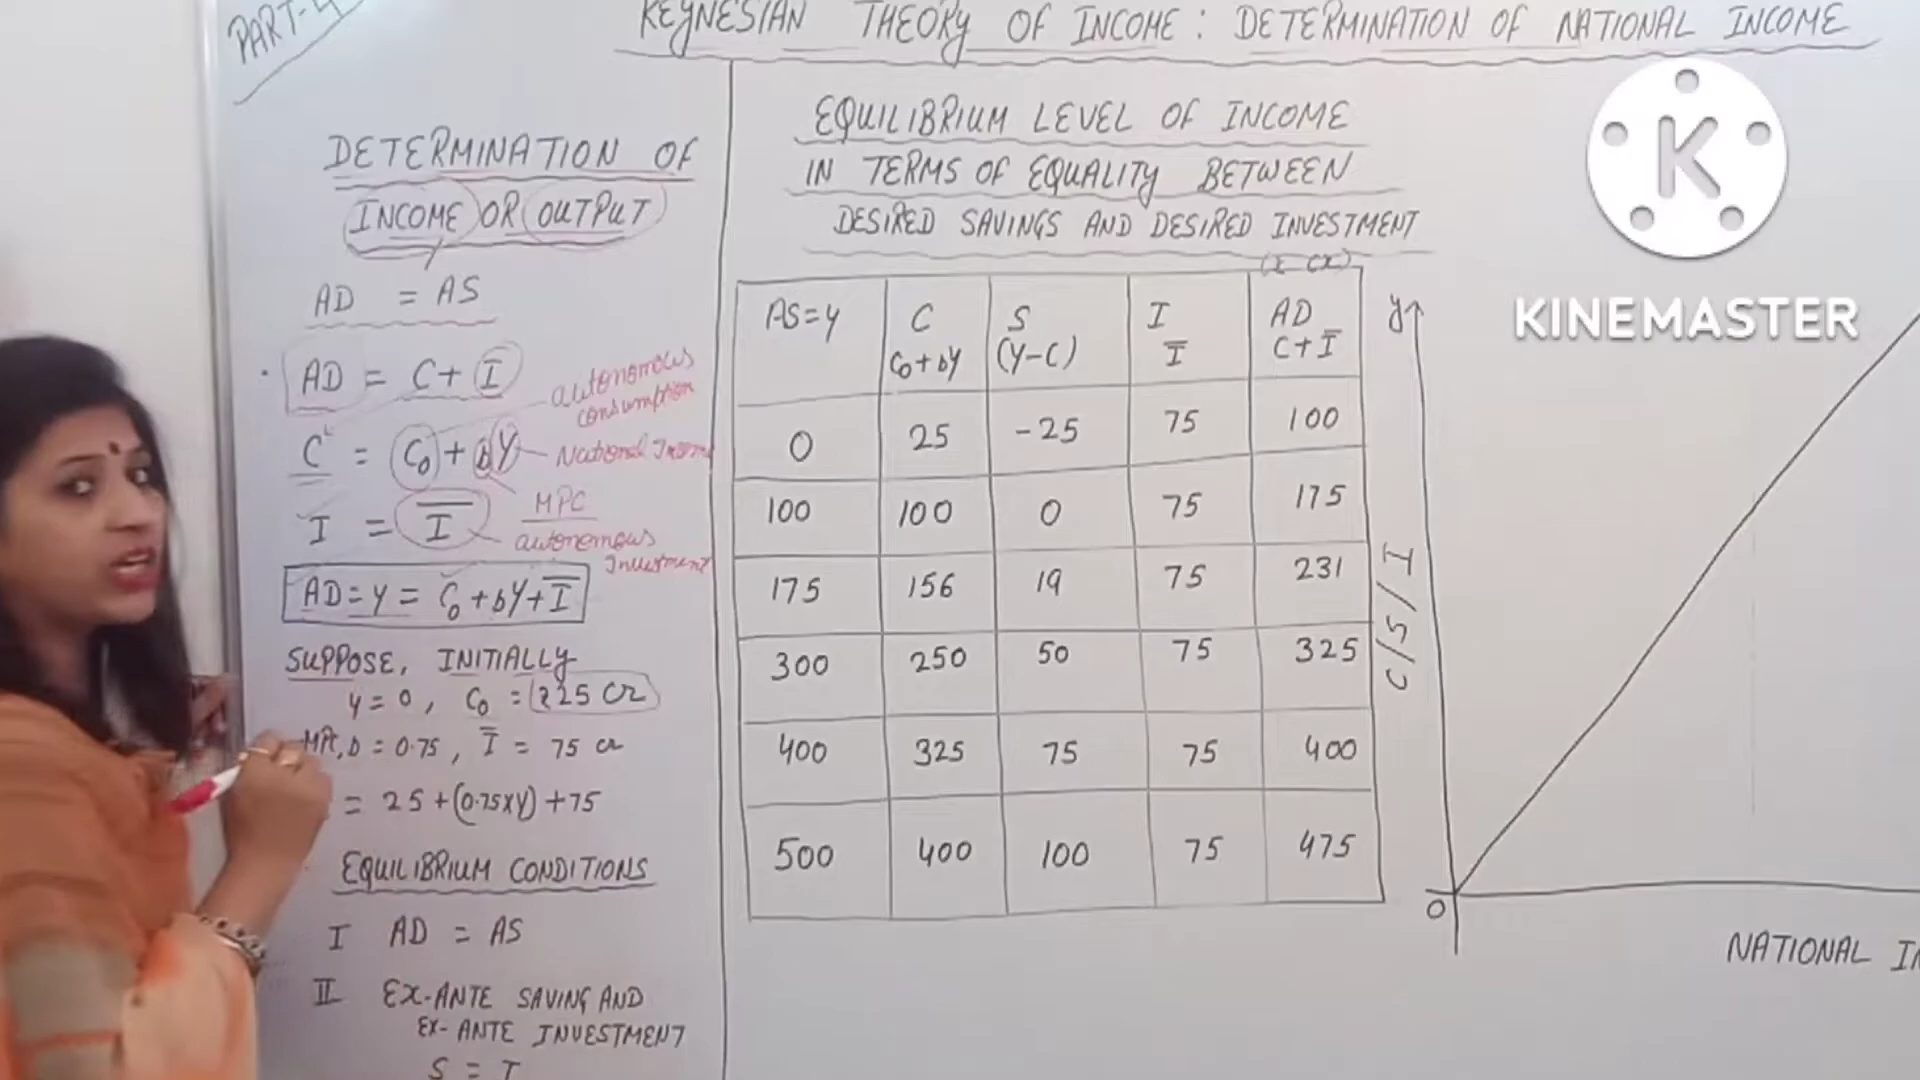 PART-4
KEYNESIAN THEORY OF INCOME : DETERMINATION OF NATIONAL INCOME
DETERMINATION OF
INCOME OR OUTPUT
AD = AS
AD = C + I
autonomous
consumption
C = C₀ + bY
National Income
MPC
I = Ī
autonomous
Investment
AD = Y = C₀ + bY + Ī
SUPPOSE, INITIALLY
Y = 0, C₀ = ₹25 Cr
MPC, b = 0.75, Ī = 75 Cr
= 25 + (0.75xY) + 75
EQUILIBRIUM CONDITIONS
I AD = AS
II EX-ANTE SAVING AND
EX-ANTE INVESTMENT
S = I
EQUILIBRIUM LEVEL OF INCOME
IN TERMS OF EQUALITY BETWEEN
DESIRED SAVINGS AND DESIRED INVESTMENT
AS=Y C S I AD
C₀+bY (Y-C) Ī C+Ī
0 25 -25 75 100
100 100 0 75 175
175 156 19 75 231
300 250 50 75 325
400 325 75 75 400
500 400 100 75 475
Y
C/S/I
O
NATIONAL
KINEMASTER